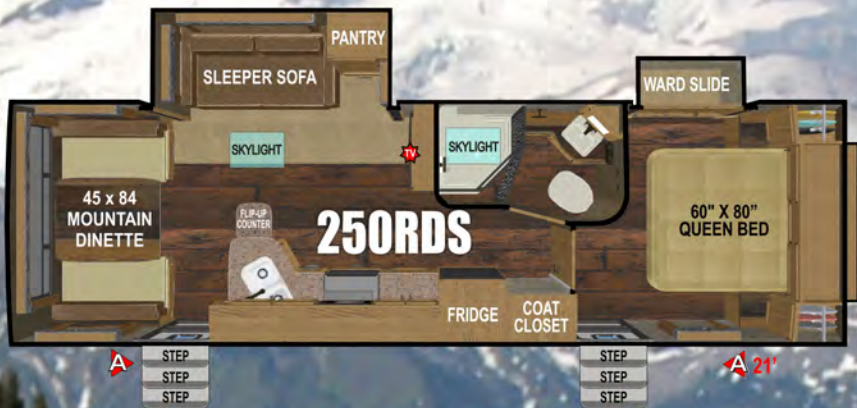 PANTRY
SLEEPER SOFA
WARD SLIDE
SKYLIGHT
TV
SKYLIGHT
45 x 84
MOUNTAIN
DINETTE
FLIP-UP
COUNTER
250RDS
60" X 80"
QUEEN BED
FRIDGE
COAT
CLOSET
STEP
STEP
STEP
A
STEP
STEP
STEP
A 21'